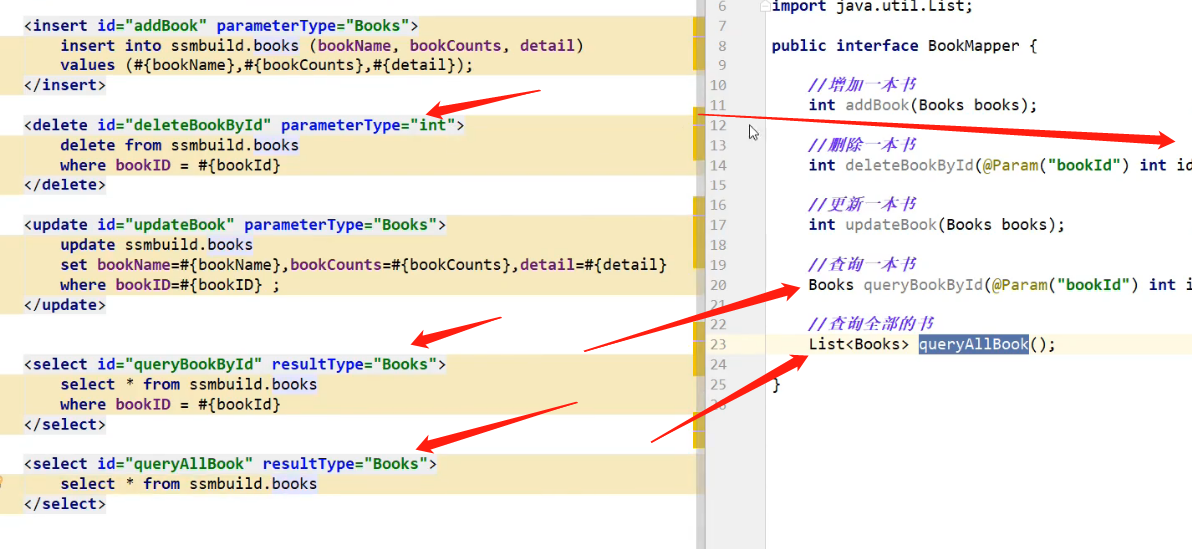 <insert id="addBook" parameterType="Books">
insert into ssmbuild.books (bookName, bookCounts, detail)
values (#{bookName},#{bookCounts},#{detail});
</insert>
<delete id="deleteBookById" parameterType="int">
delete from ssmbuild.books
where bookID = #{bookId}
</delete>
<update id="updateBook" parameterType="Books">
update ssmbuild.books
set bookName=#{bookName},bookCounts=#{bookCounts},detail=#{detail}
where bookID=#{bookID} ;
</update>
<select id="queryBookById" resultType="Books">
select * from ssmbuild.books
where bookID = #{bookId}
</select>
<select id="queryAllBook" resultType="Books">
select * from ssmbuild.books
</select>
6 import java.util.List;
7
8 public interface BookMapper {
9
10 //增加一本书
11 int addBook(Books books);
12
13 //删除一本书
14 int deleteBookById(@Param("bookId") int id
15
16 //更新一本书
17 int updateBook(Books books);
18
19 //查询一本书
20 Books queryBookById(@Param("bookId") int i
21
22 //查询全部的书
23 List<Books> queryAllBook();
24
25 }
26